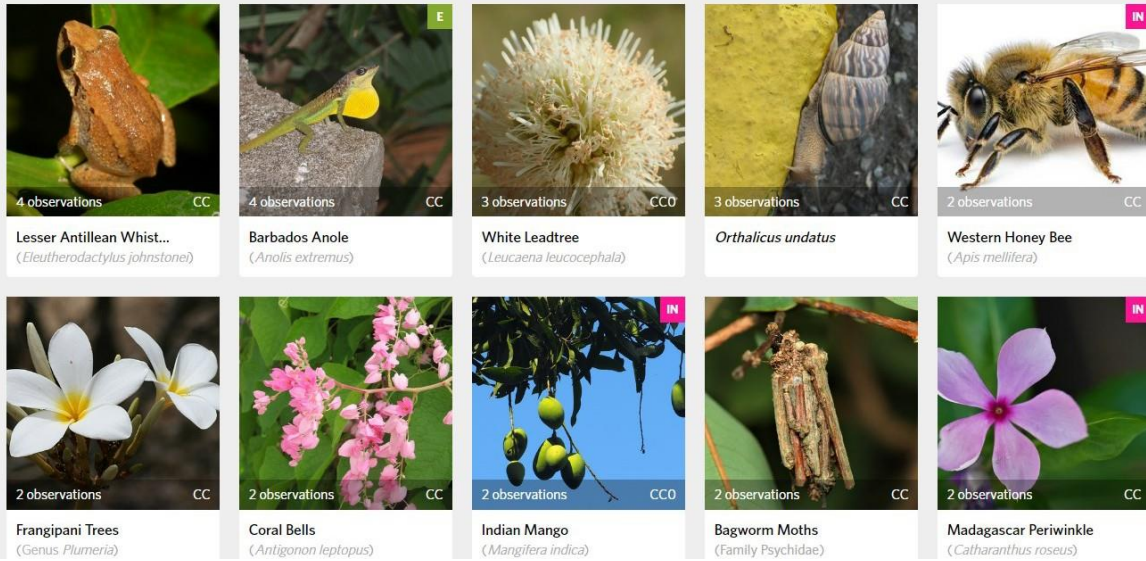 E
IN
4 observations CC
4 observations CC
3 observations CC0
3 observations CC
2 observations CC
Lesser Antillean Whist...
(Eleutherodactylus johnstonei)
Barbados Anole
(Anolis extremus)
White Leadtree
(Leucaena leucocephala)
Orthalicus undatus
Western Honey Bee
(Apis mellifera)
IN
IN
2 observations CC
2 observations CC
2 observations CC0
2 observations CC
2 observations CC
Frangipani Trees
(Genus Plumeria)
Coral Bells
(Antigonon leptopus)
Indian Mango
(Mangifera indica)
Bagworm Moths
(Family Psychidae)
Madagascar Periwinkle
(Catharanthus roseus)